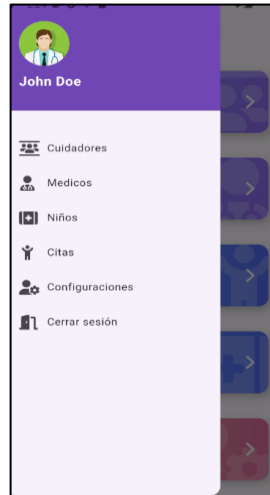 John Doe
Cuidadores
Medicos
Niños
Citas
Configuraciones
Cerrar sesión